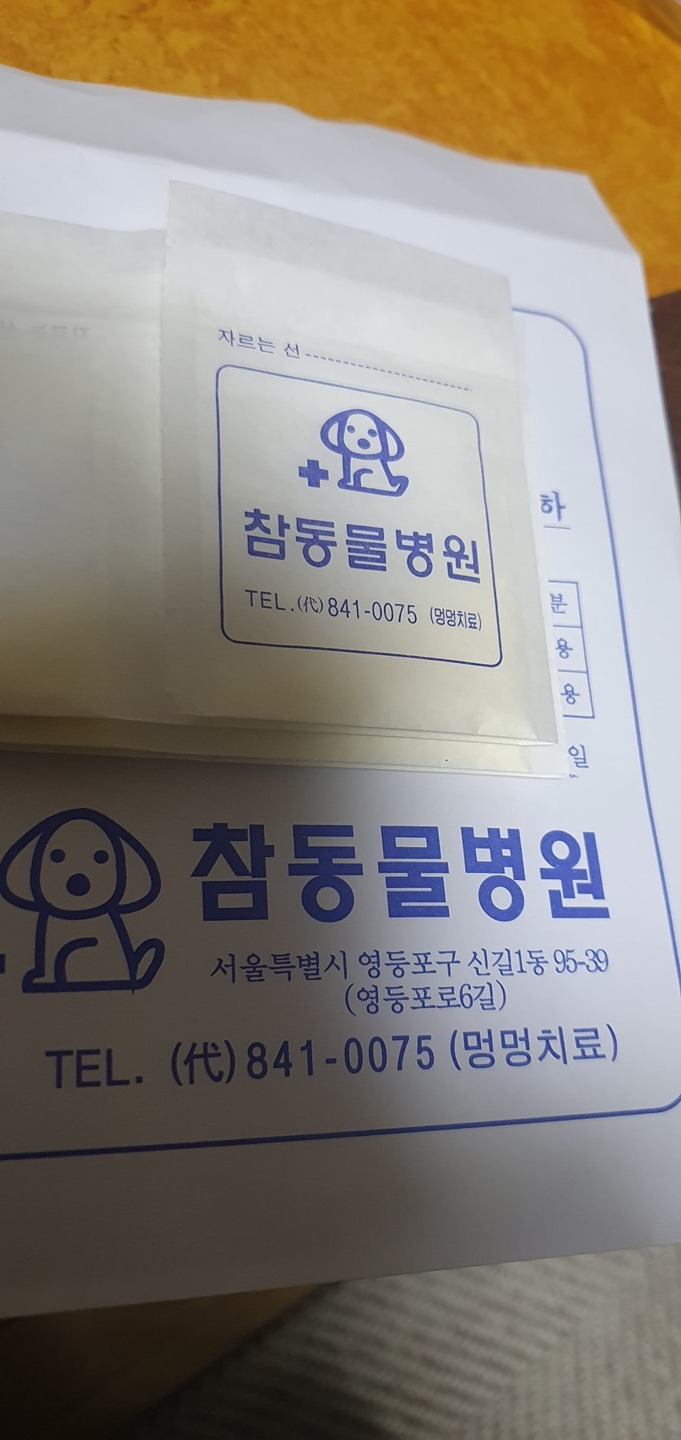 자르는 선
참동물병원
TEL.(代)841-0075 (멍멍치료)
하
분
용
용
일
참동물병원
서울특별시 영등포구 신길1동 95-39
(영등포로6길)
TEL. (代)841-0075 (멍멍치료)